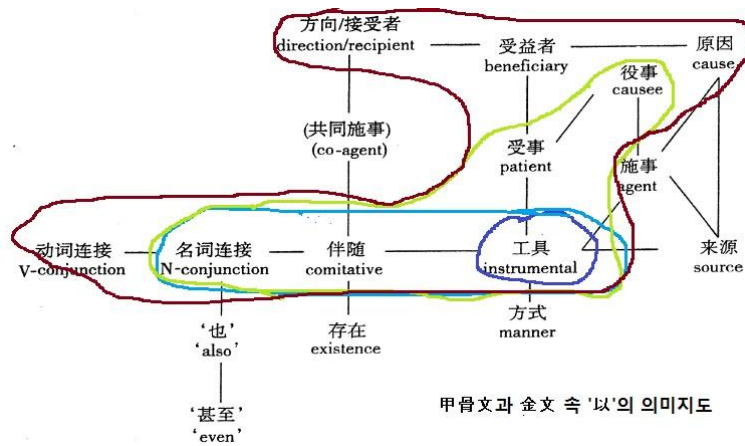 方向/接受者
direction/recipient
受益者
beneficiary
原因
cause
役事
causee
(共同施事)
(co-agent)
受事
patient
施事
agent
动词连接
V-conjunction
名词连接
N-conjunction
伴随
comitative
工具
instrumental
来源
source
'也'
'also'
存在
existence
方式
manner
'甚至'
'even'
甲骨文과 金文 속 '以'의 의미지도